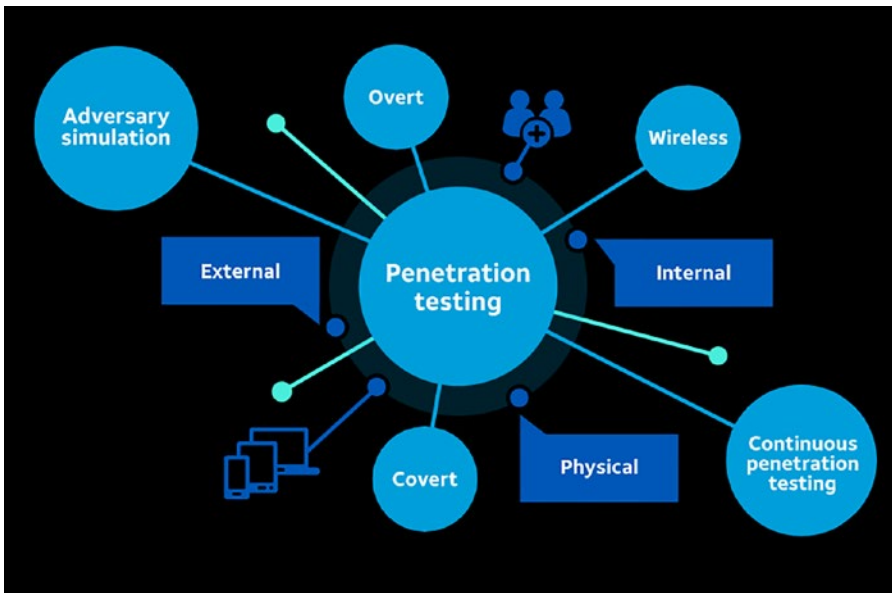 Overt
Adversary
simulation
Wireless
External
Penetration
testing
Internal
Continuous
penetration
testing
Physical
Covert